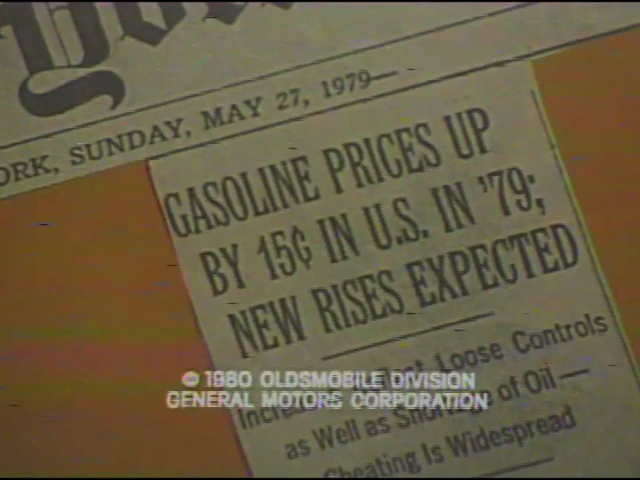 ORK, SUNDAY, MAY 27, 1979—
GASOLINE PRICES UP
BY 15¢ IN U.S. IN '79;
NEW RISES EXPECTED
Loose Controls
as Well as of Oil—
Cheating Is Widespread
© 1980 OLDSMOBILE DIVISION
GENERAL MOTORS CORPORATION